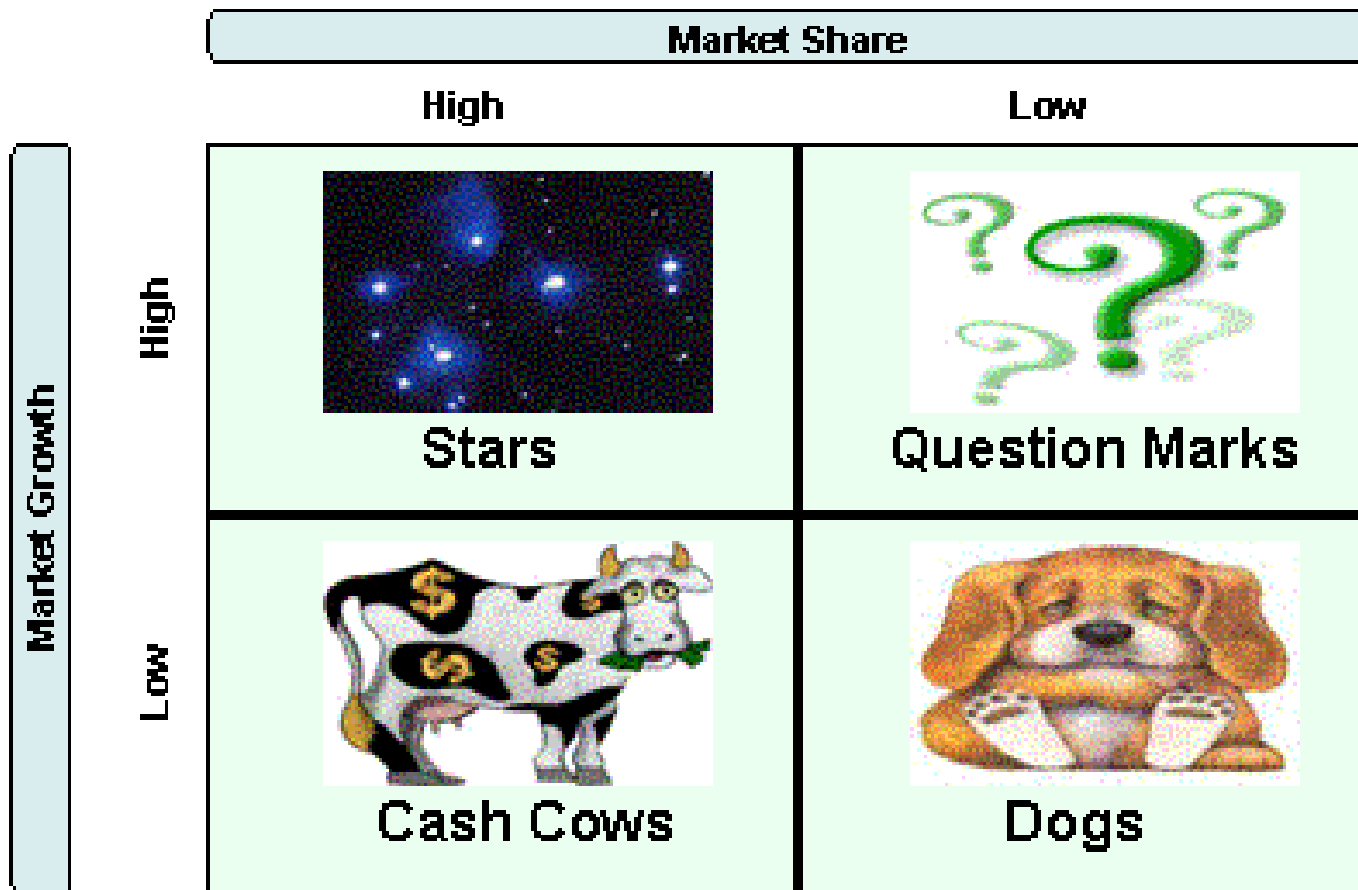 Market Share
High Low
High
Market Growth
Stars Question Marks
Low
$ $ $
Cash Cows Dogs